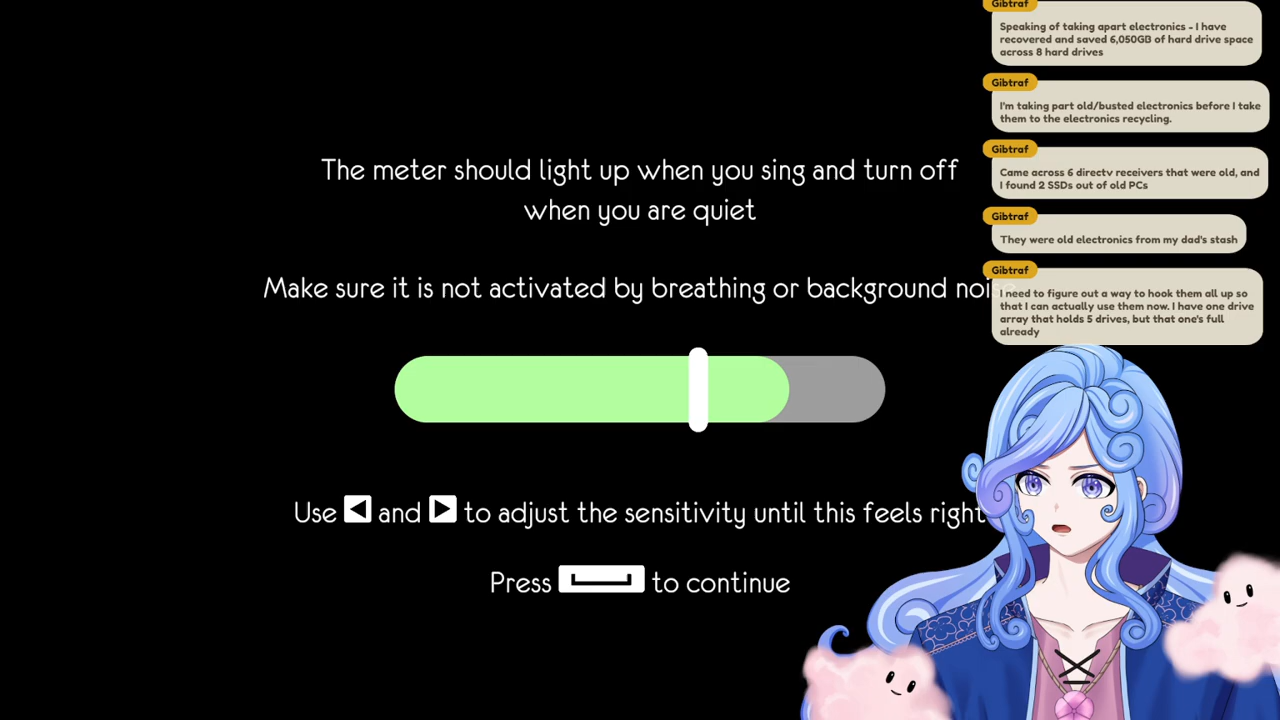 The meter should light up when you sing and turn off
when you are quiet
Make sure it is not activated by breathing or background noise
Use ◀ and ▶ to adjust the sensitivity until this feels right
Press to continue
Gibtraf
Speaking of taking apart electronics - I have
recovered and saved 6,050GB of hard drive space
across 8 hard drives
Gibtraf
I'm taking part old/busted electronics before I take
them to the electronics recycling.
Gibtraf
Came across 6 directv receivers that were old, and
I found 2 SSDs out of old PCs
Gibtraf
They were old electronics from my dad's stash
Gibtraf
I need to figure out a way to hook them all up so
that I can actually use them now. I have one drive
array that holds 5 drives, but that one's full
already